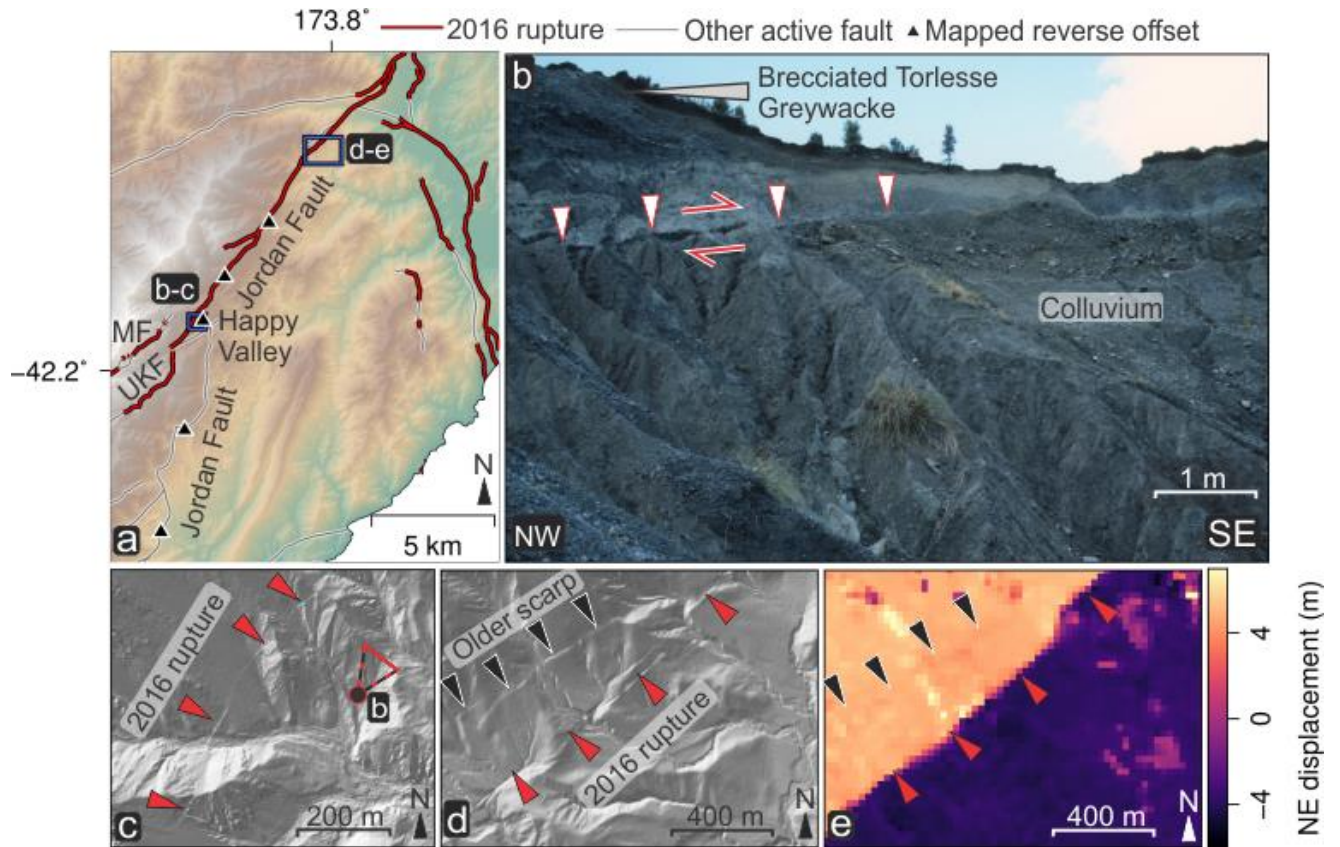 173.8°
2016 rupture Other active fault Mapped reverse offset
a
d-e
Jordan Fault
b-c
MF
Happy
Valley
UKF
−42.2°
Jordan Fault
N
5 km
b
Brecciated Torlesse
Greywacke
Colluvium
1 m
NW
SE
c
2016 rupture
b
200 m
N
d
Older scarp
2016 rupture
400 m
N
e
400 m
N
4
0
−4
NE displacement (m)